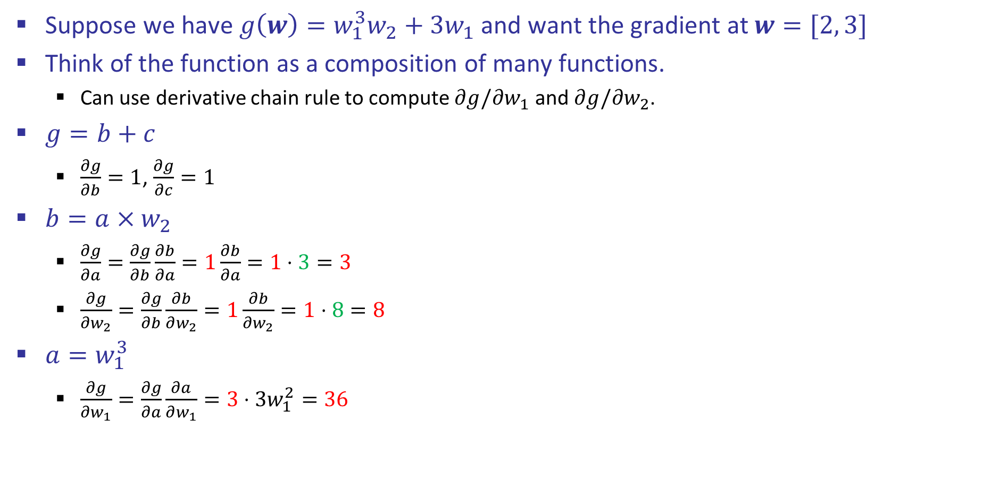 ▪ Suppose we have $g(\boldsymbol{w}) = w_1^3 w_2 + 3w_1$ and want the gradient at $\boldsymbol{w} = [2, 3]$
▪ Think of the function as a composition of many functions.
▪ Can use derivative chain rule to compute $\partial g/\partial w_1$ and $\partial g/\partial w_2$.
▪ $g = b + c$
▪ $\frac{\partial g}{\partial b} = 1, \frac{\partial g}{\partial c} = 1$
▪ $b = a \times w_2$
▪ $\frac{\partial g}{\partial a} = \frac{\partial g}{\partial b} \frac{\partial b}{\partial a} = 1 \frac{\partial b}{\partial a} = 1 \cdot 3 = 3$
▪ $\frac{\partial g}{\partial w_2} = \frac{\partial g}{\partial b} \frac{\partial b}{\partial w_2} = 1 \frac{\partial b}{\partial w_2} = 1 \cdot 8 = 8$
▪ $a = w_1^3$
▪ $\frac{\partial g}{\partial w_1} = \frac{\partial g}{\partial a} \frac{\partial a}{\partial w_1} = 3 \cdot 3w_1^2 = 36$